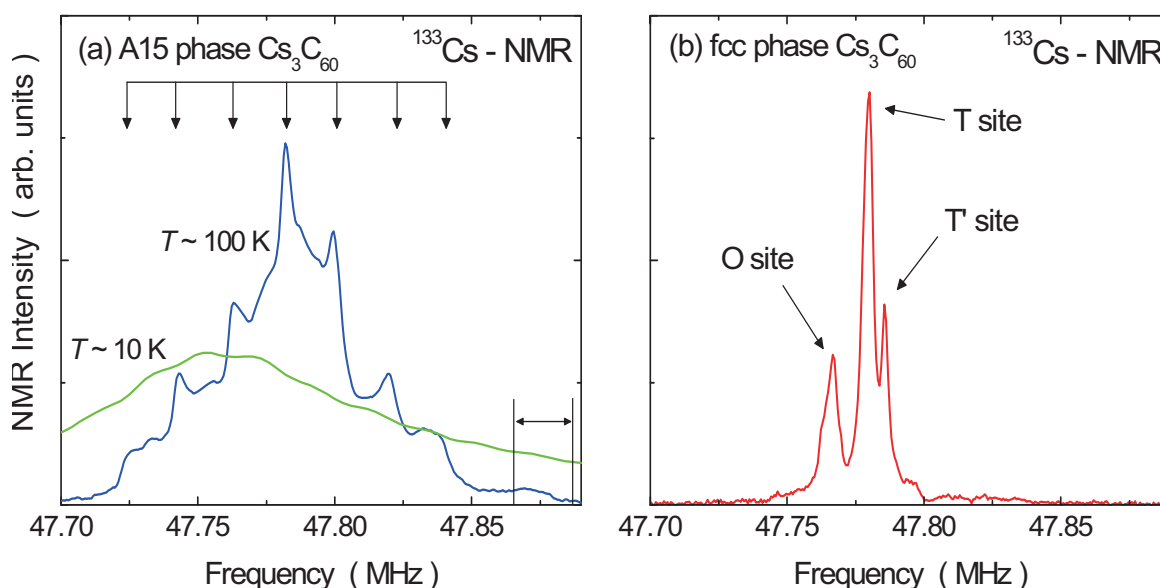 (a) A15 phase Cs₃C₆₀
¹³³Cs - NMR
T ~ 100 K
T ~ 10 K
NMR Intensity ( arb. units )
47.70 47.75 47.80 47.85
Frequency ( MHz )
(b) fcc phase Cs₃C₆₀
¹³³Cs - NMR
T site
T' site
O site
47.70 47.75 47.80 47.85
Frequency ( MHz )